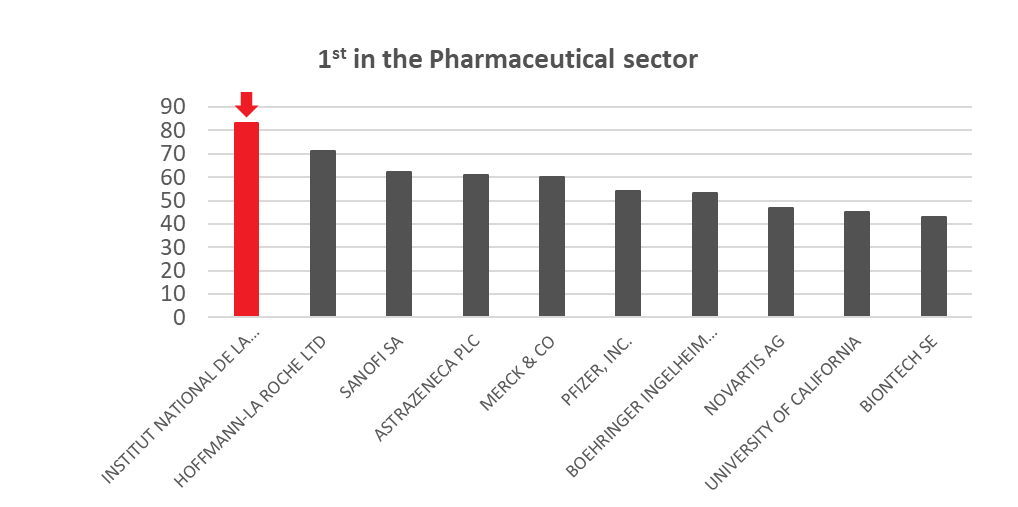 1st in the Pharmaceutical sector
90
80
70
60
50
40
30
20
10
0
INSTITUT NATIONAL DE LA...
HOFFMANN-LA ROCHE LTD
SANOFI SA
ASTRAZENECA PLC
MERCK & CO
PFIZER, INC.
BOEHRINGER INGELHEIM...
NOVARTIS AG
UNIVERSITY OF CALIFORNIA
BIONTECH SE